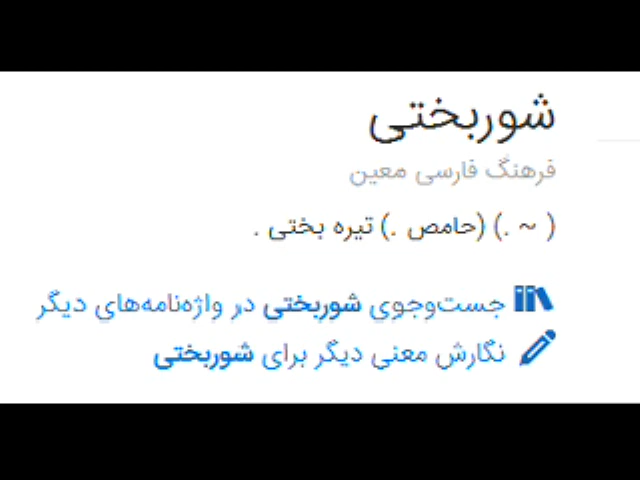 شوربختی
فرهنگ فارسی معین
( ~ .) (حامص .) تیره بختی .
جست‌وجوی شوربختی در واژه‌نامه‌های دیگر
نگارش معنی دیگر برای شوربختی